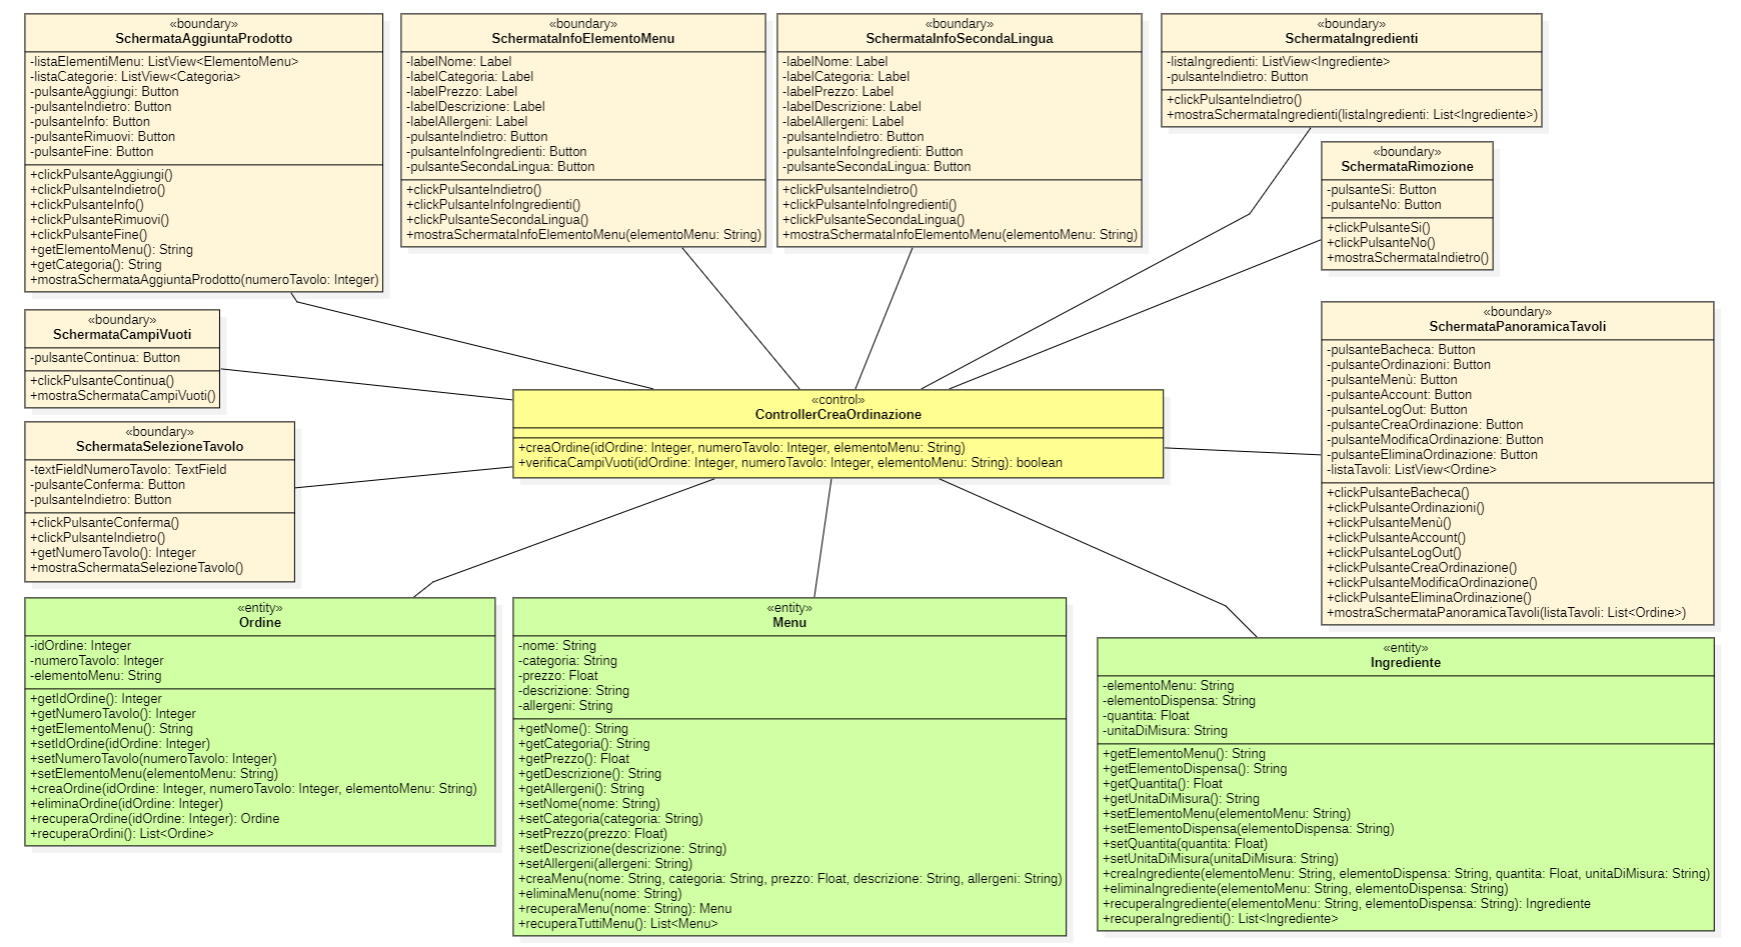 «boundary»
SchermataAggiuntaProdotto
-listaElementiMenu: ListView<ElementoMenu>
-listaCategorie: ListView<Categoria>
-pulsanteAggiungi: Button
-pulsanteIndietro: Button
-pulsanteInfo: Button
-pulsanteRimuovi: Button
-pulsanteFine: Button
+clickPulsanteAggiungi()
+clickPulsanteIndietro()
+clickPulsanteInfo()
+clickPulsanteRimuovi()
+clickPulsanteFine()
+getElementoMenu(): String
+getCategoria(): String
+mostraSchermataAggiuntaProdotto(numeroTavolo: Integer)
«boundary»
SchermataInfoElementoMenu
-labelNome: Label
-labelCategoria: Label
-labelPrezzo: Label
-labelDescrizione: Label
-labelAllergeni: Label
-pulsanteIndietro: Button
-pulsanteInfoIngredienti: Button
-pulsanteSecondaLingua: Button
+clickPulsanteIndietro()
+clickPulsanteInfoIngredienti()
+clickPulsanteSecondaLingua()
+mostraSchermataInfoElementoMenu(elementoMenu: String)
«boundary»
SchermataInfoSecondaLingua
-labelNome: Label
-labelCategoria: Label
-labelPrezzo: Label
-labelDescrizione: Label
-labelAllergeni: Label
-pulsanteIndietro: Button
-pulsanteInfoIngredienti: Button
-pulsanteSecondaLingua: Button
+clickPulsanteIndietro()
+clickPulsanteInfoIngredienti()
+clickPulsanteSecondaLingua()
+mostraSchermataInfoElementoMenu(elementoMenu: String)
«boundary»
SchermataIngredienti
-listaIngredienti: ListView<Ingrediente>
-pulsanteIndietro: Button
+clickPulsanteIndietro()
+mostraSchermataIngredienti(listaIngredienti: List<Ingrediente>)
«boundary»
SchermataRimozione
-pulsanteSi: Button
-pulsanteNo: Button
+clickPulsanteSi()
+clickPulsanteNo()
+mostraSchermataIndietro()
«boundary»
SchermataCampiVuoti
-pulsanteContinua: Button
+clickPulsanteContinua()
+mostraSchermataCampiVuoti()
«boundary»
SchermataPanoramicaTavoli
-pulsanteBacheca: Button
-pulsanteOrdinazioni: Button
-pulsanteMenù: Button
-pulsanteAccount: Button
-pulsanteLogOut: Button
-pulsanteCreaOrdinazione: Button
-pulsanteModificaOrdinazione: Button
-pulsanteEliminaOrdinazione: Button
-listaTavoli: ListView<Ordine>
+clickPulsanteBacheca()
+clickPulsanteOrdinazioni()
+clickPulsanteMenù()
+clickPulsanteAccount()
+clickPulsanteLogOut()
+clickPulsanteCreaOrdinazione()
+clickPulsanteModificaOrdinazione()
+clickPulsanteEliminaOrdinazione()
+mostraSchermataPanoramicaTavoli(listaTavoli: List<Ordine>)
«control»
ControllerCreaOrdinazione
+creaOrdine(idOrdine: Integer, numeroTavolo: Integer, elementoMenu: String)
+verificaCampiVuoti(idOrdine: Integer, numeroTavolo: Integer, elementoMenu: String): boolean
«boundary»
SchermataSelezioneTavolo
-textFieldNumeroTavolo: TextField
-pulsanteConferma: Button
-pulsanteIndietro: Button
+clickPulsanteConferma()
+clickPulsanteIndietro()
+getNumeroTavolo(): Integer
+mostraSchermataSelezioneTavolo()
«entity»
Ordine
-idOrdine: Integer
-numeroTavolo: Integer
-elementoMenu: String
+getIdOrdine(): Integer
+getNumeroTavolo(): Integer
+getElementoMenu(): String
+setIdOrdine(idOrdine: Integer)
+setNumeroTavolo(numeroTavolo: Integer)
+setElementoMenu(elementoMenu: String)
+creaOrdine(idOrdine: Integer, numeroTavolo: Integer, elementoMenu: String)
+eliminaOrdine(idOrdine: Integer)
+recuperaOrdine(idOrdine: Integer): Ordine
+recuperaOrdini(): List<Ordine>
«entity»
Menu
-nome: String
-categoria: String
-prezzo: Float
-descrizione: String
-allergeni: String
+getNome(): String
+getCategoria(): String
+getPrezzo(): Float
+getDescrizione(): String
+getAllergeni(): String
+setNome(nome: String)
+setCategoria(categoria: String)
+setPrezzo(prezzo: Float)
+setDescrizione(descrizione: String)
+setAllergeni(allergeni: String)
+creaMenu(nome: String, categoria: String, prezzo: Float, descrizione: String, allergeni: String)
+eliminaMenu(nome: String)
+recuperaMenu(nome: String): Menu
+recuperaTuttiMenu(): List<Menu>
«entity»
Ingrediente
-elementoMenu: String
-elementoDispensa: String
-quantita: Float
-unitaDiMisura: String
+getElementoMenu(): String
+getElementoDispensa(): String
+getQuantita(): Float
+getUnitaDiMisura(): String
+setElementoMenu(elementoMenu: String)
+setElementoDispensa(elementoDispensa: String)
+setQuantita(quantita: Float)
+setUnitaDiMisura(unitaDiMisura: String)
+creaIngrediente(elementoMenu: String, elementoDispensa: String, quantita: Float, unitaDiMisura: String)
+eliminaIngrediente(elementoMenu: String, elementoDispensa: String)
+recuperaIngrediente(elementoMenu: String, elementoDispensa: String): Ingrediente
+recuperaIngredienti(): List<Ingrediente>